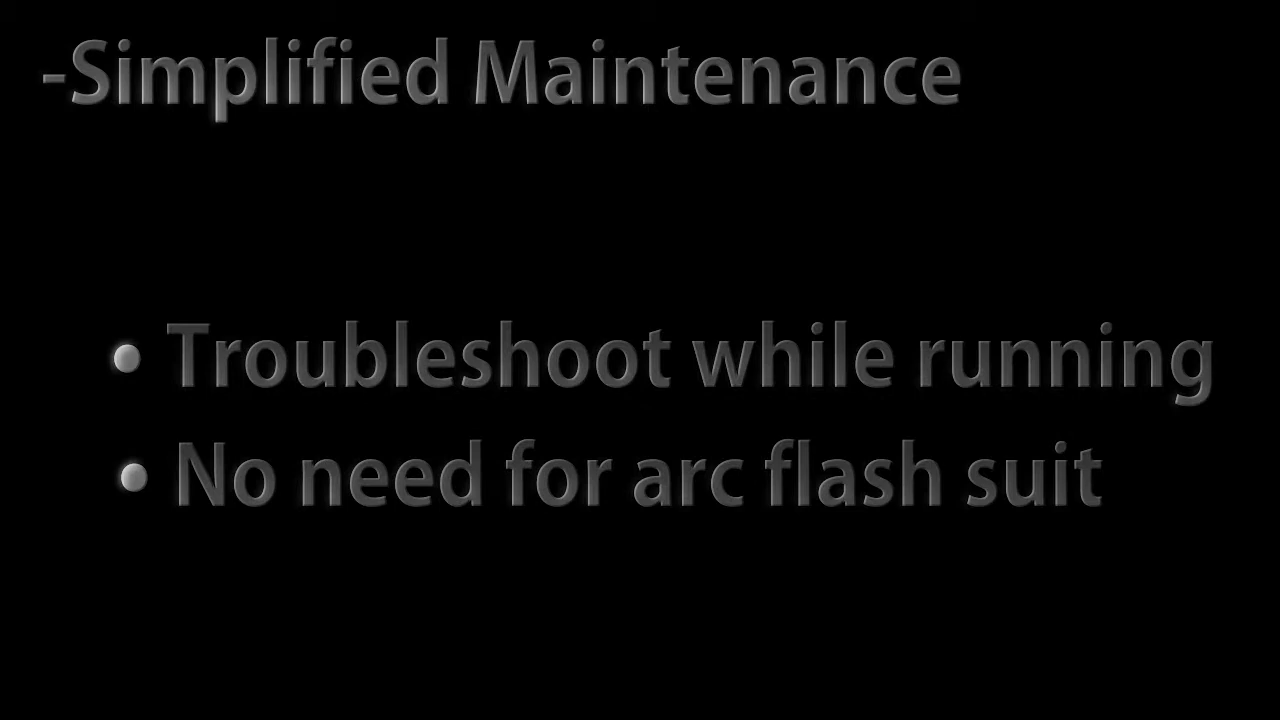 -Simplified Maintenance
• Troubleshoot while running
• No need for arc flash suit